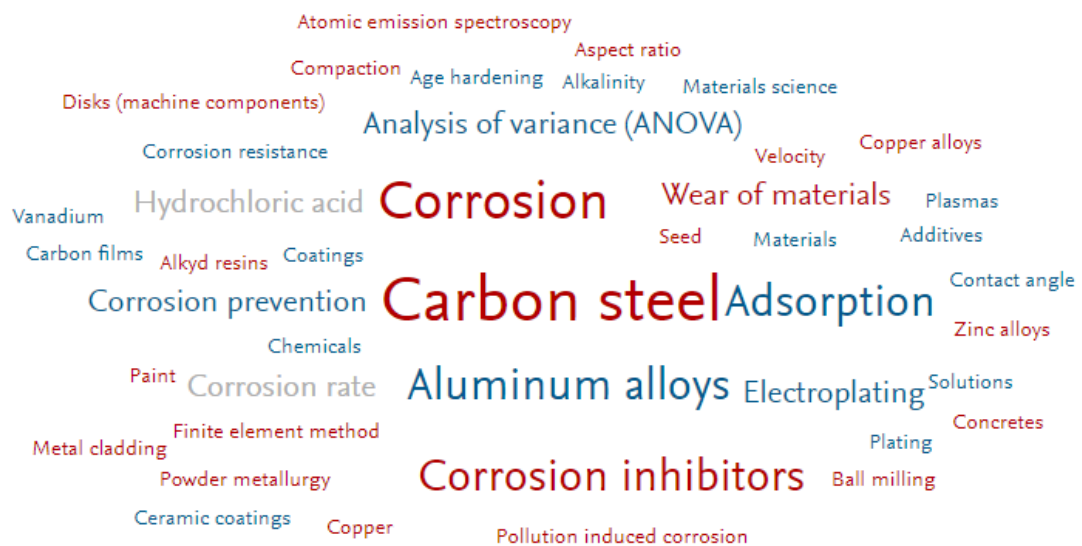 Atomic emission spectroscopy
Aspect ratio
Compaction
Age hardening
Alkalinity
Materials science
Disks (machine components)
Analysis of variance (ANOVA)
Copper alloys
Corrosion resistance
Velocity
Hydrochloric acid
Corrosion
Wear of materials
Plasmas
Vanadium
Seed
Materials
Additives
Carbon films
Alkyd resins
Coatings
Contact angle
Corrosion prevention
Carbon steel
Adsorption
Zinc alloys
Chemicals
Paint
Corrosion rate
Aluminum alloys
Electroplating
Solutions
Concretes
Finite element method
Plating
Metal cladding
Powder metallurgy
Corrosion inhibitors
Ball milling
Ceramic coatings
Copper
Pollution induced corrosion